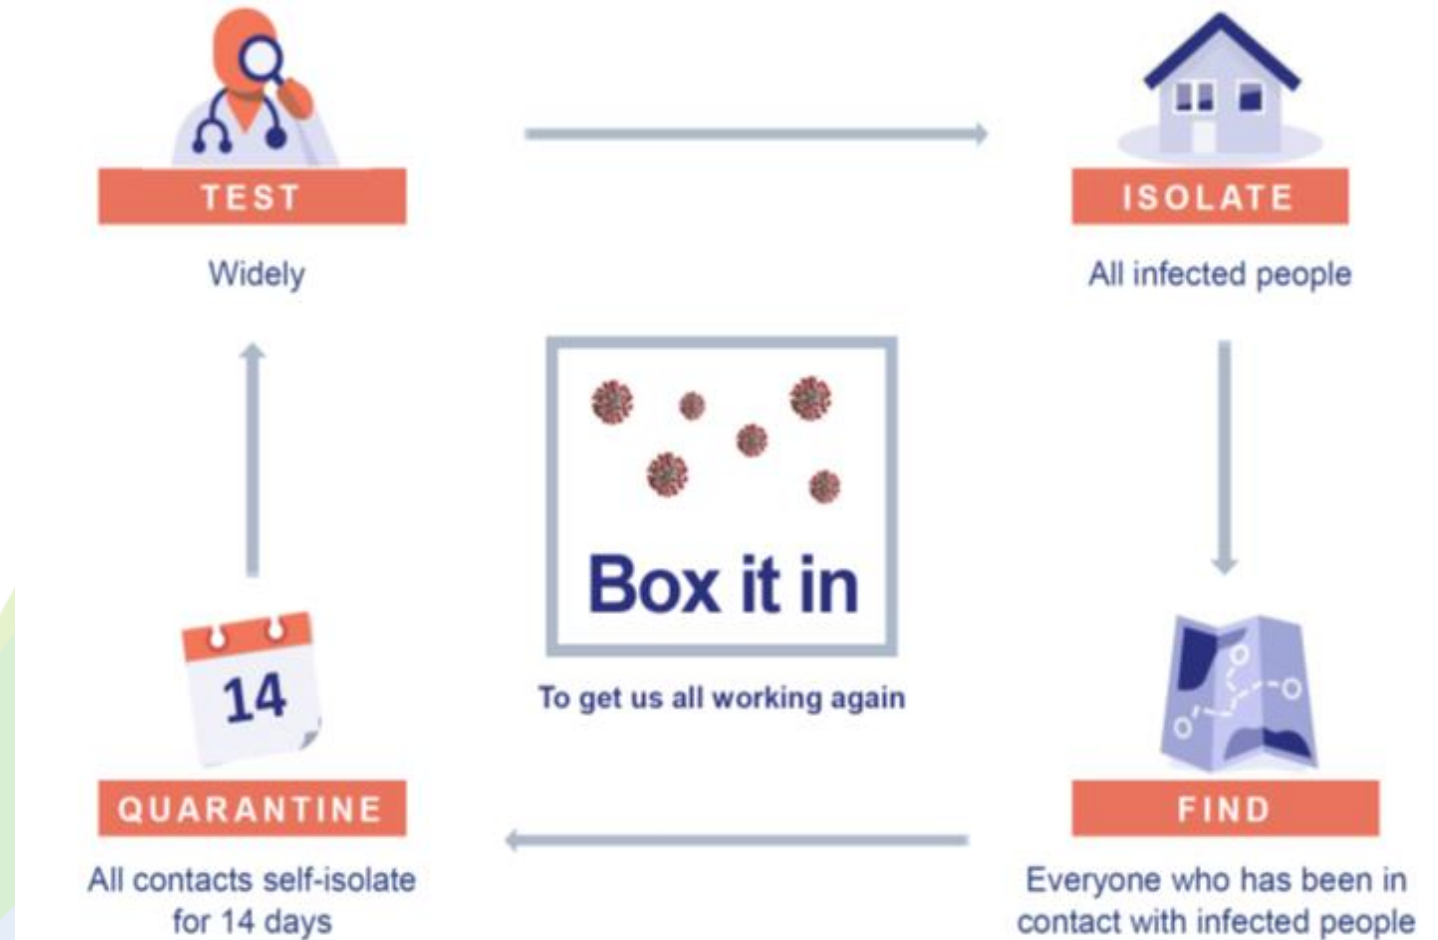 TEST
Widely
ISOLATE
All infected people
Box it in
To get us all working again
14
QUARANTINE
All contacts self-isolate
for 14 days
FIND
Everyone who has been in
contact with infected people